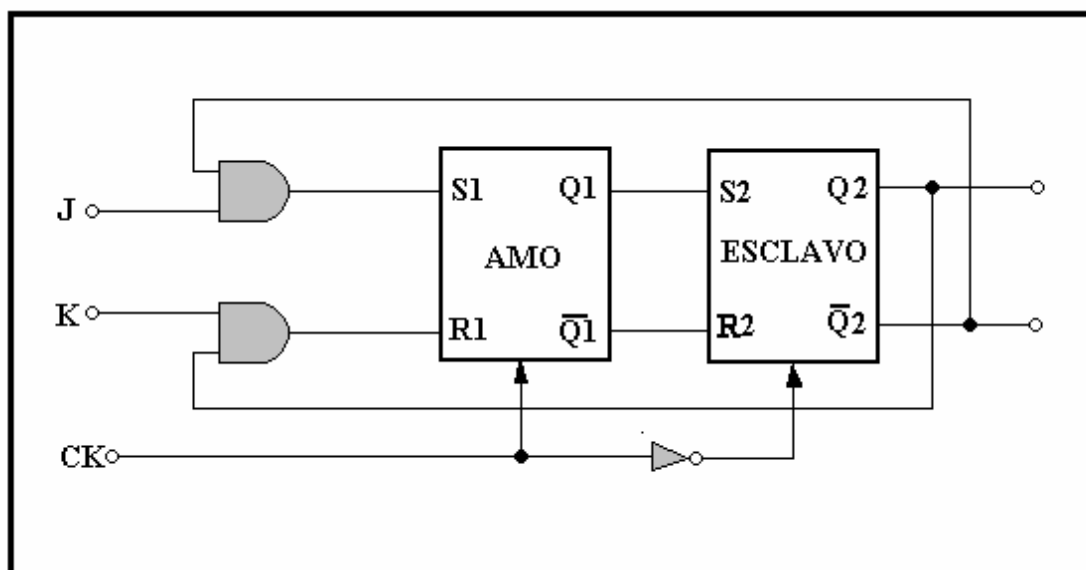 S1 Q1
S2 Q2
J
AMO
ESCLAVO
K
R1 Q̅1
R2 Q̅2
CK